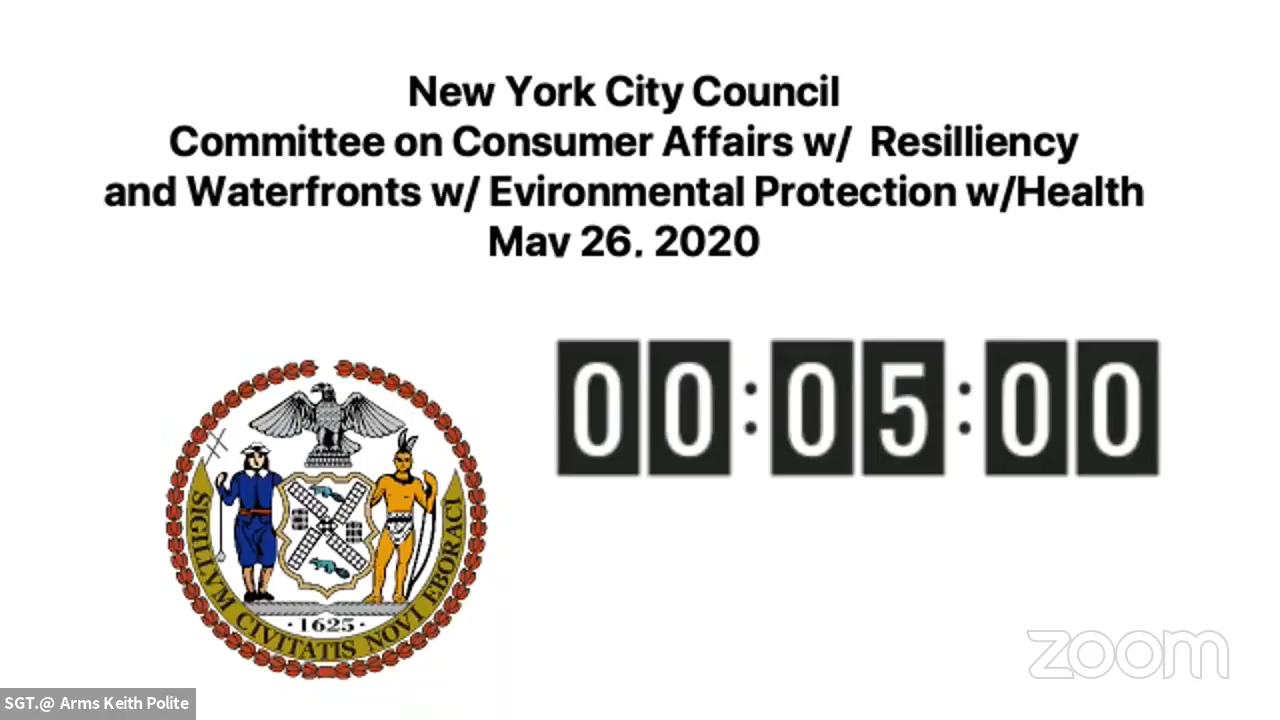 New York City Council
Committee on Consumer Affairs w/ Resilliency
and Waterfronts w/ Evironmental Protection w/Health
May 26, 2020
00:05:00
SIGILLVM CIVITATIS NOVI EBORACI
·1625·
zoom
SGT.@ Arms Keith Polite